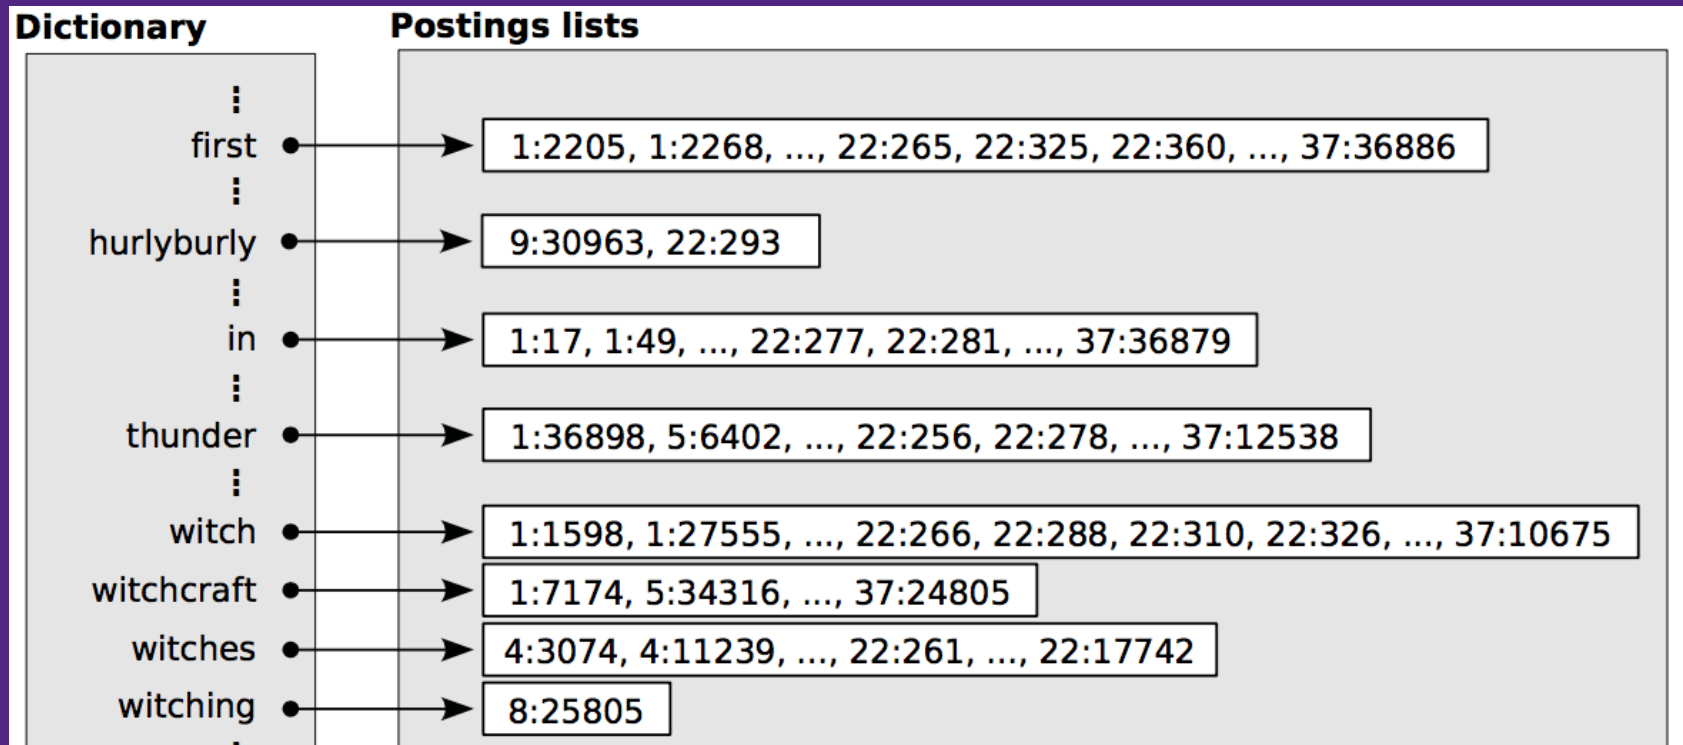 Dictionary Postings lists
first 1:2205, 1:2268, ..., 22:265, 22:325, 22:360, ..., 37:36886
hurlyburly 9:30963, 22:293
in 1:17, 1:49, ..., 22:277, 22:281, ..., 37:36879
thunder 1:36898, 5:6402, ..., 22:256, 22:278, ..., 37:12538
witch 1:1598, 1:27555, ..., 22:266, 22:288, 22:310, 22:326, ..., 37:10675
witchcraft 1:7174, 5:34316, ..., 37:24805
witches 4:3074, 4:11239, ..., 22:261, ..., 22:17742
witching 8:25805